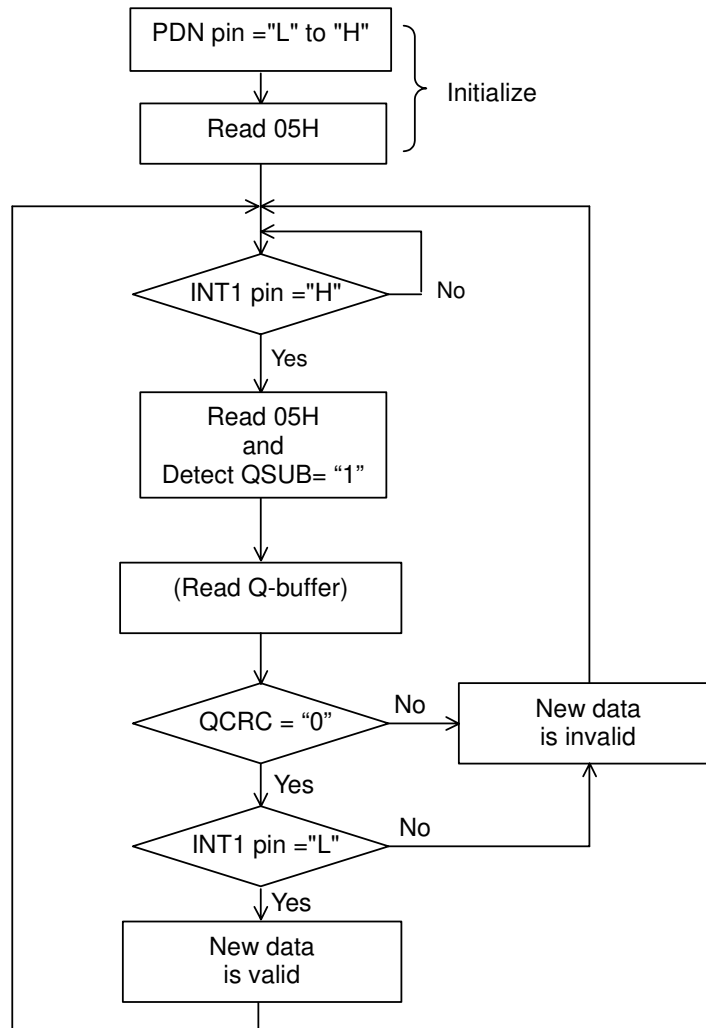 PDN pin ="L" to "H"
Initialize
Read 05H
INT1 pin ="H"
No
Yes
Read 05H
and
Detect QSUB= “1”
(Read Q-buffer)
QCRC = “0”
No
New data
is invalid
Yes
INT1 pin ="L"
No
Yes
New data
is valid